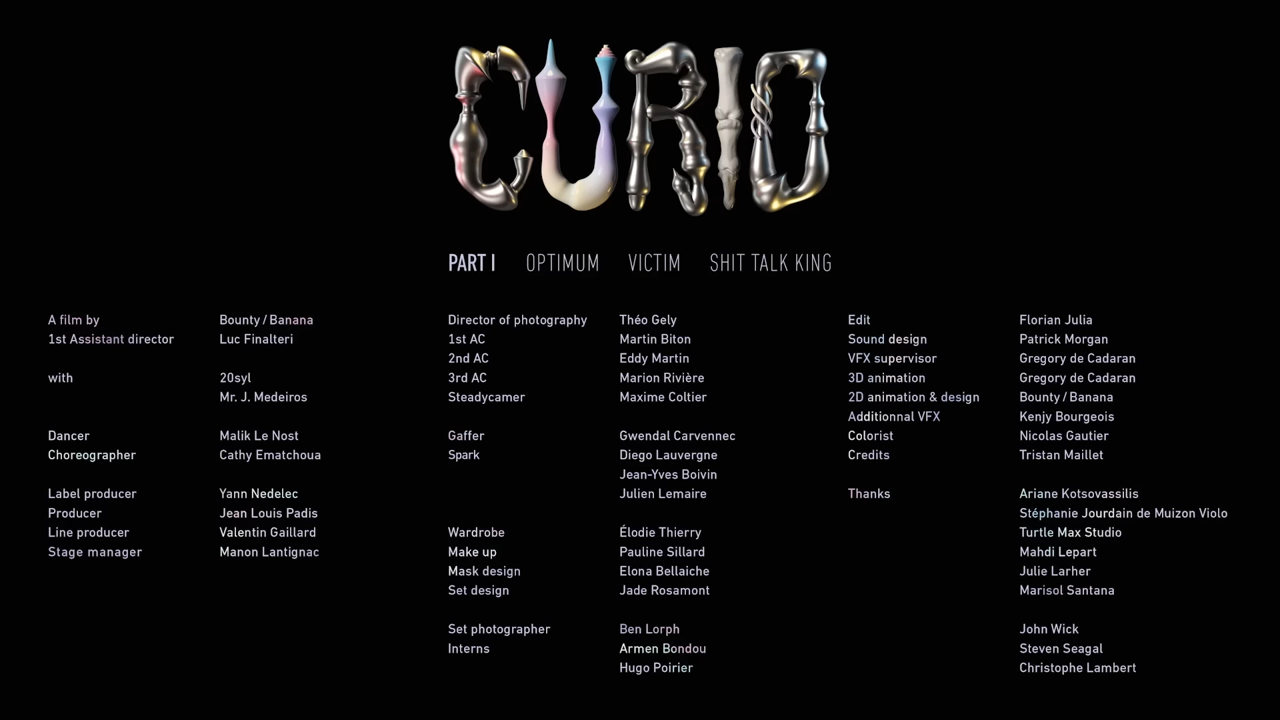 CURIO
PART I OPTIMUM VICTIM SHIT TALK KING
A film by Bounty / Banana
1st Assistant director Luc Finalteri
with 20syl
Mr. J. Medeiros
Dancer Malik Le Nost
Choreographer Cathy Ematchoua
Label producer Yann Nedelec
Producer Jean Louis Padis
Line producer Valentin Gaillard
Stage manager Manon Lantignac
Director of photography Théo Gely
1st AC Martin Biton
2nd AC Eddy Martin
3rd AC Marion Rivière
Steadycamer Maxime Coltier
Gaffer Gwendal Carvennec
Spark Diego Lauvergne
Jean-Yves Boivin
Julien Lemaire
Wardrobe Élodie Thierry
Make up Pauline Sillard
Mask design Elona Bellaiche
Set design Jade Rosamont
Set photographer Ben Lorph
Interns Armen Bondou
Hugo Poirier
Edit Florian Julia
Sound design Patrick Morgan
VFX supervisor Gregory de Cadaran
3D animation Gregory de Cadaran
2D animation & design Bounty / Banana
Additionnal VFX Kenjy Bourgeois
Colorist Nicolas Gautier
Credits Tristan Maillet
Thanks Ariane Kotsovassilis
Stéphanie Jourdain de Muizon Violo
Turtle Max Studio
Mahdi Lepart
Julie Larher
Marisol Santana
John Wick
Steven Seagal
Christophe Lambert